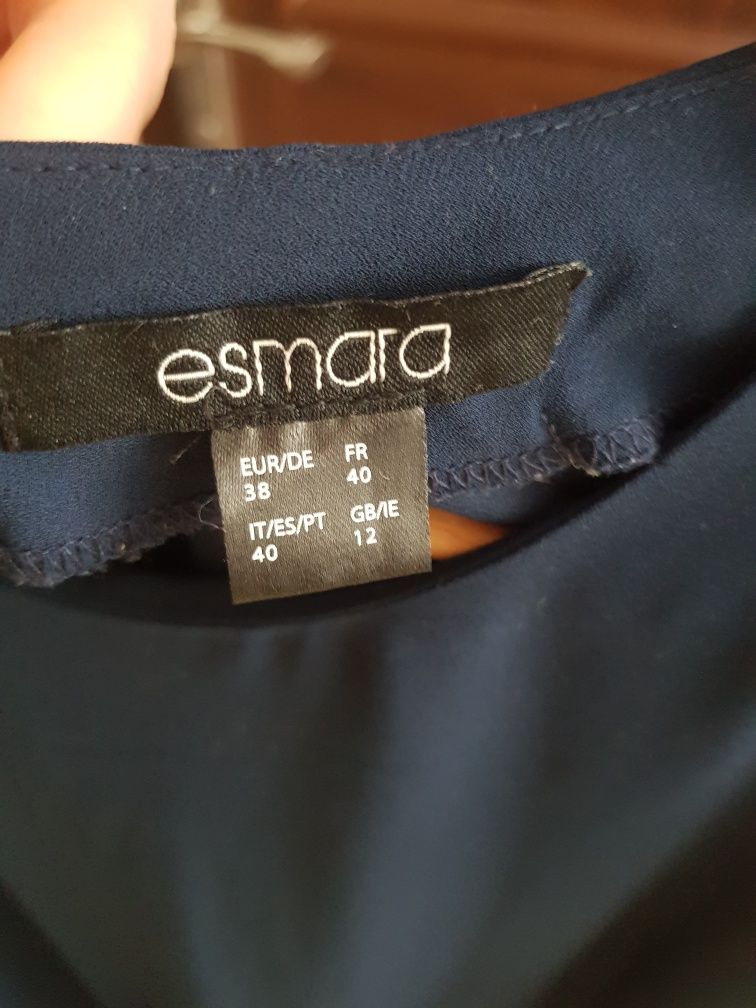 esmara
EUR/DE FR
38 40
IT/ES/PT GB/IE
40 12